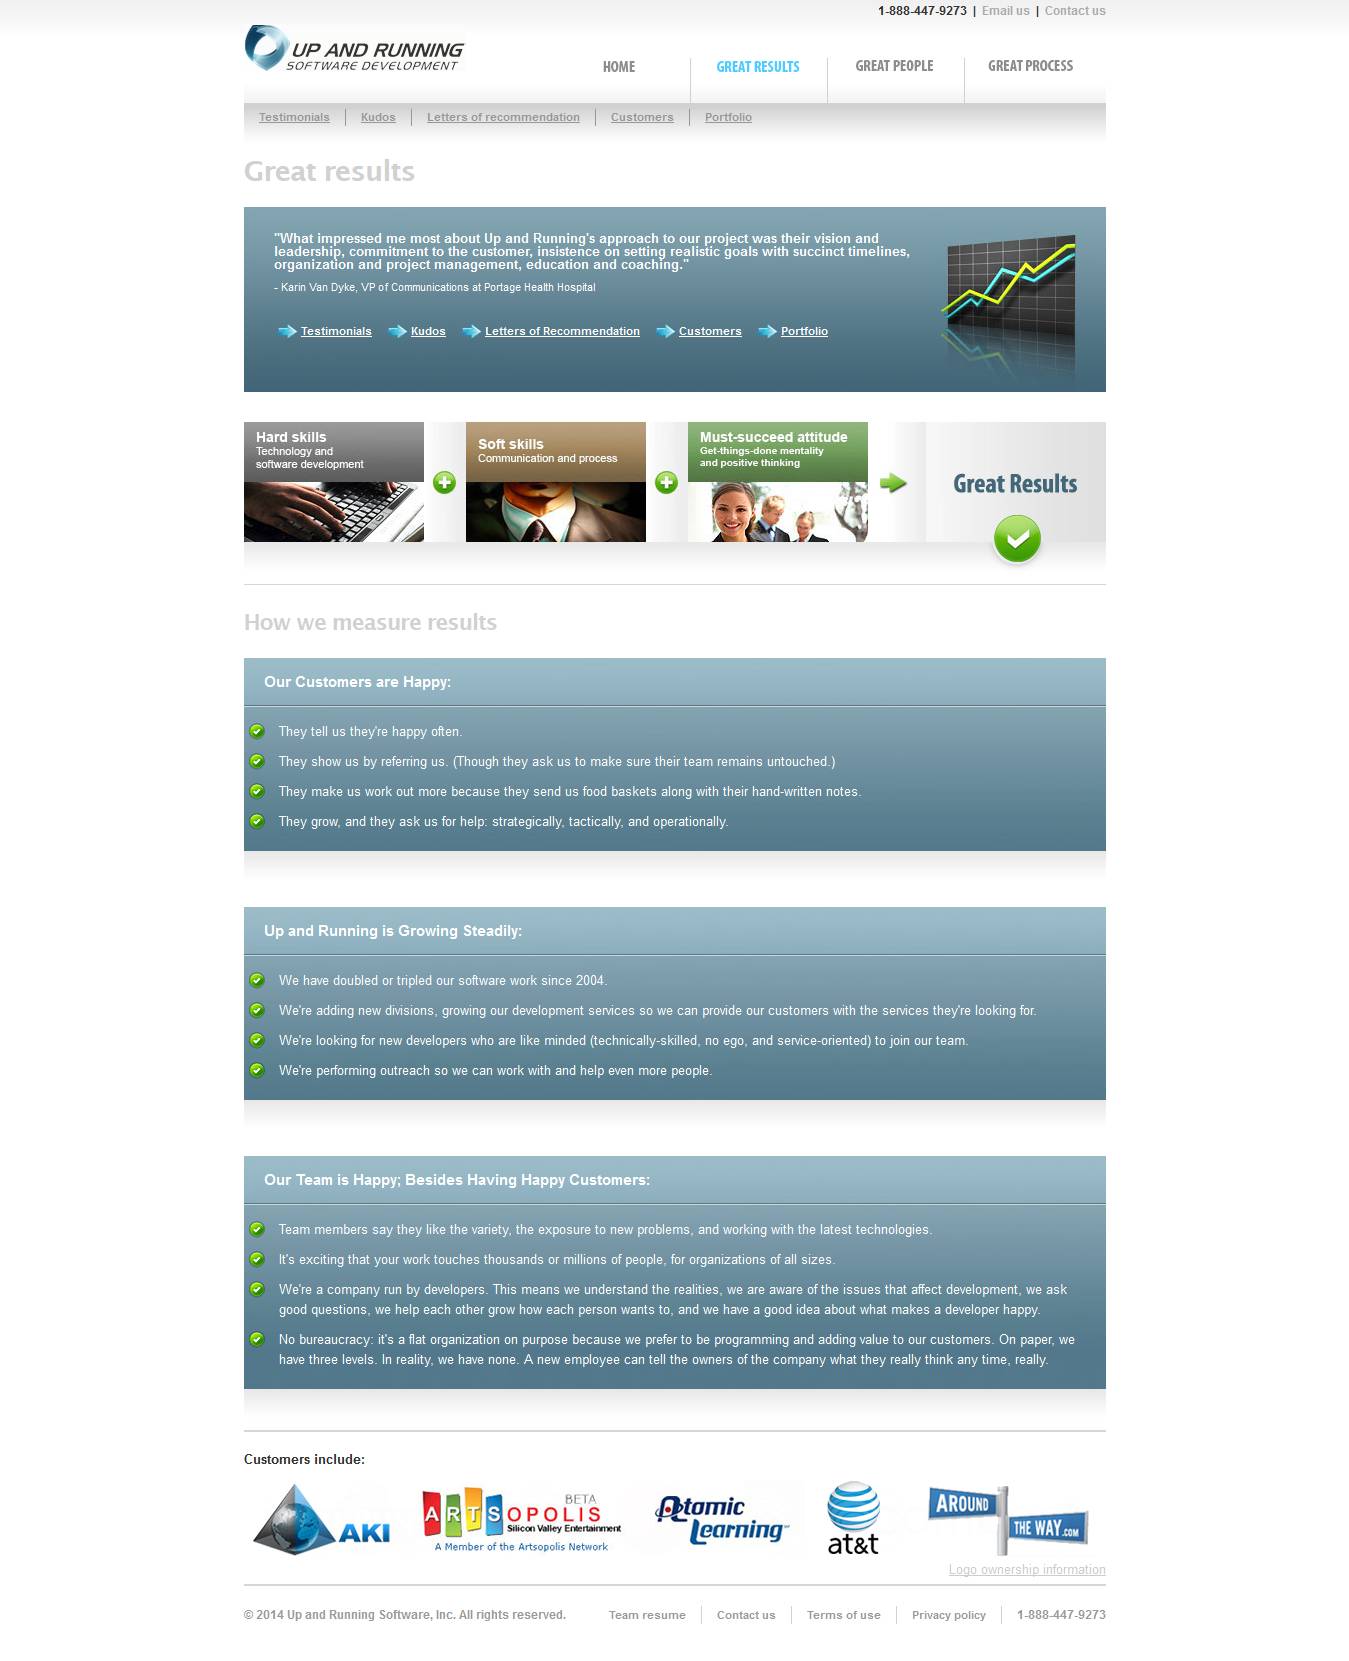 1-888-447-9273 | Email us | Contact us
UP AND RUNNING
SOFTWARE DEVELOPMENT
HOME
GREAT RESULTS
GREAT PEOPLE
GREAT PROCESS
Testimonials
Kudos
Letters of recommendation
Customers
Portfolio
Great results
"What impressed me most about Up and Running's approach to our project was their vision and
leadership, commitment to the customer, insistence on setting realistic goals with succinct timelines,
organization and project management, education and coaching."
- Karin Van Dyke, VP of Communications at Portage Health Hospital
Testimonials
Kudos
Letters of Recommendation
Customers
Portfolio
Hard skills
Technology and
software development
Soft skills
Communication and process
Must-succeed attitude
Get-things-done mentality
and positive thinking
Great Results
How we measure results
Our Customers are Happy:
They tell us they're happy often.
They show us by referring us. (Though they ask us to make sure their team remains untouched.)
They make us work out more because they send us food baskets along with their hand-written notes.
They grow, and they ask us for help: strategically, tactically, and operationally.
Up and Running is Growing Steadily:
We have doubled or tripled our software work since 2004.
We're adding new divisions, growing our development services so we can provide our customers with the services they're looking for.
We're looking for new developers who are like minded (technically-skilled, no ego, and service-oriented) to join our team.
We're performing outreach so we can work with and help even more people.
Our Team is Happy; Besides Having Happy Customers:
Team members say they like the variety, the exposure to new problems, and working with the latest technologies.
It's exciting that your work touches thousands or millions of people, for organizations of all sizes.
We're a company run by developers. This means we understand the realities, we are aware of the issues that affect development, we ask
good questions, we help each other grow how each person wants to, and we have a good idea about what makes a developer happy.
No bureaucracy: it's a flat organization on purpose because we prefer to be programming and adding value to our customers. On paper, we
have three levels. In reality, we have none. A new employee can tell the owners of the company what they really think any time, really.
Customers include:
AKI
BETA
ARTSOPOLIS
Silicon Valley Entertainment
A Member of the Artsopolis Network
Atomic
Learning
at&t
AROUND
THE WAY.COM
Logo ownership information
© 2014 Up and Running Software, Inc. All rights reserved.
Team resume
Contact us
Terms of use
Privacy policy
1-888-447-9273